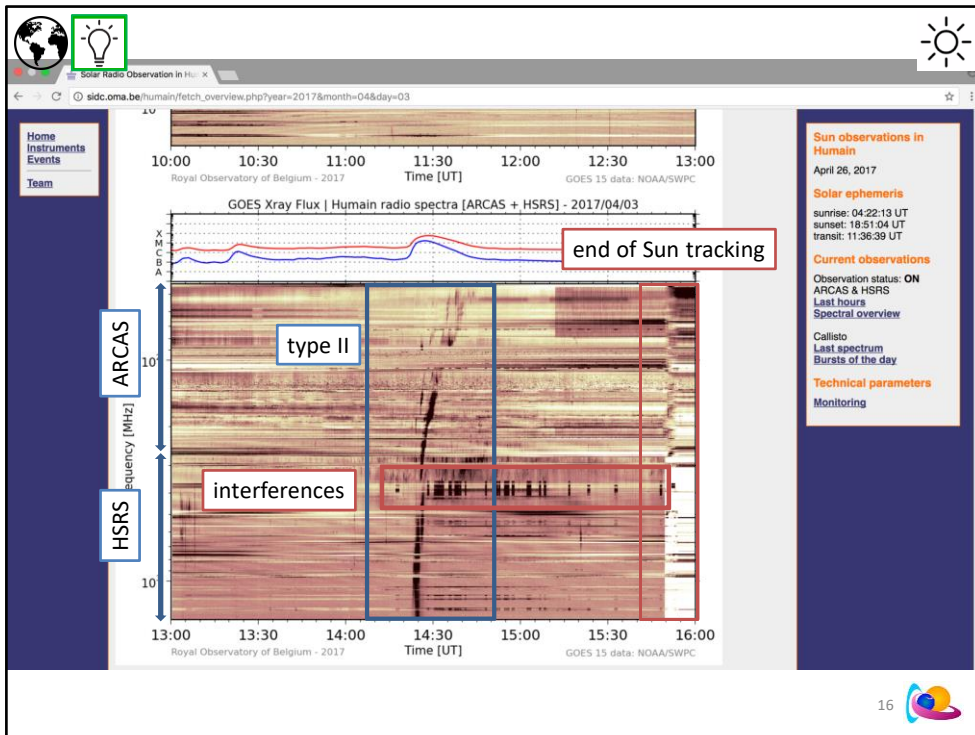 Solar Radio Observation in Hu
sidc.oma.be/humain/fetch_overview.php?year=2017&month=04&day=03
Home
Instruments
Events
Team
10
10:00 10:30 11:00 11:30 12:00 12:30 13:00
Royal Observatory of Belgium - 2017 Time [UT] GOES 15 data: NOAA/SWPC
GOES Xray Flux | Humain radio spectra [ARCAS + HSRS] - 2017/04/03
X
M
C
B
A
end of Sun tracking
ARCAS
type II
10²
equency [MHz]
interferences
HSRS
10
13:00 13:30 14:00 14:30 15:00 15:30 16:00
Royal Observatory of Belgium - 2017 Time [UT] GOES 15 data: NOAA/SWPC
Sun observations in
Humain
April 26, 2017
Solar ephemeris
sunrise: 04:22:13 UT
sunset: 18:51:04 UT
transit: 11:36:39 UT
Current observations
Observation status: ON
ARCAS & HSRS
Last hours
Spectral overview
Callisto
Last spectrum
Bursts of the day
Technical parameters
Monitoring
16